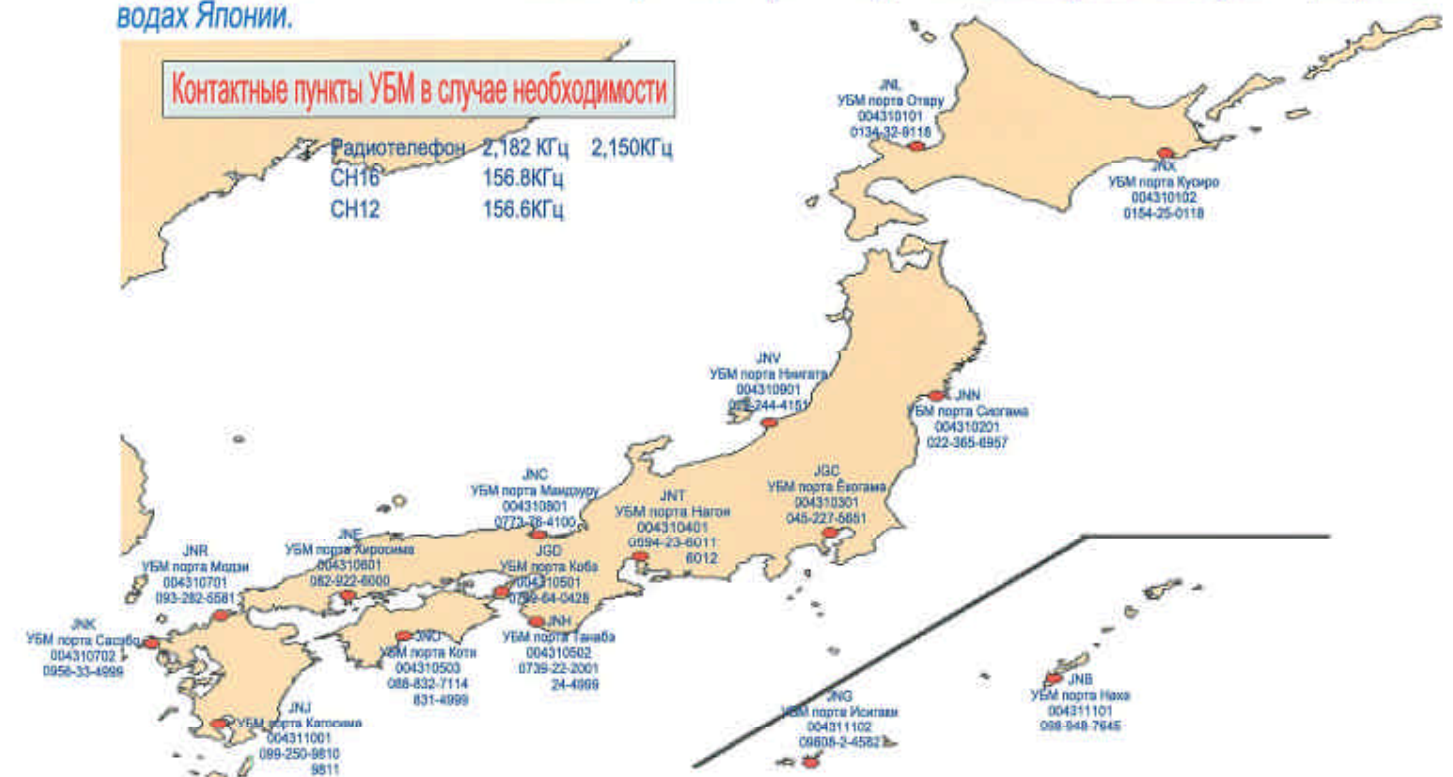 водах Японии.
Контактные пункты УБМ в случае необходимости
Радиотелефон 2,182 КГц 2,150КГц
CH16 156.8КГц
CH12 156.6КГц
JNL
УБМ порта Отару
004310101
0134-32-9118
JNX
УБМ порта Кусиро
004310102
0154-25-0118
JNV
УБМ порта Ниигата
004310901
-244-4151
JNN
УБМ порта Сиогама
004310201
022-365-6957
JNC
УБМ порта Маидзуру
004310801
0773-76-4100
JNT
УБМ порта Нагоя
004310401
0594-23-6011
6012
JGC
УБМ порта Ёкогама
004310301
045-227-5651
JNR
УБМ порта Модзи
004310701
093-282-5581
JNE
УБМ порта Хиросима
004310601
082-922-6000
JGD
УБМ порта Кобэ
004310501
0799-64-0428
JNK
УБМ порта Сасэбо
004310702
0956-33-4999
JNO
УБМ порта Коти
004310503
088-832-7114
831-4999
JNH
УБМ порта Танабэ
004310502
0739-22-2001
24-4999
JNJ
УБМ порта Кагосима
004311001
099-250-9810
9811
JNG
УБМ порта Исигаки
004311102
09808-2-4582
JNB
УБМ порта Наха
004311101
098-948-7645